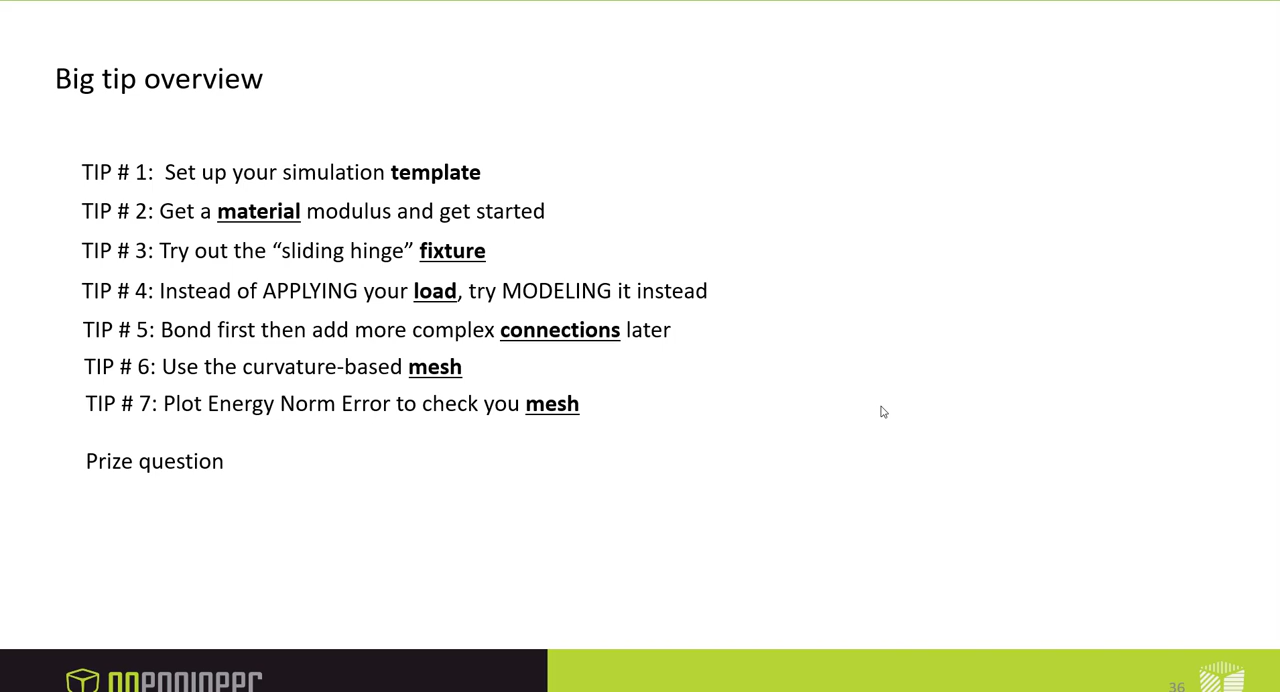 Big tip overview
TIP # 1:  Set up your simulation template
TIP # 2: Get a material modulus and get started
TIP # 3: Try out the “sliding hinge” fixture
TIP # 4: Instead of APPLYING your load, try MODELING it instead
TIP # 5: Bond first then add more complex connections later
TIP # 6: Use the curvature-based mesh
TIP # 7: Plot Energy Norm Error to check you mesh
Prize question
36